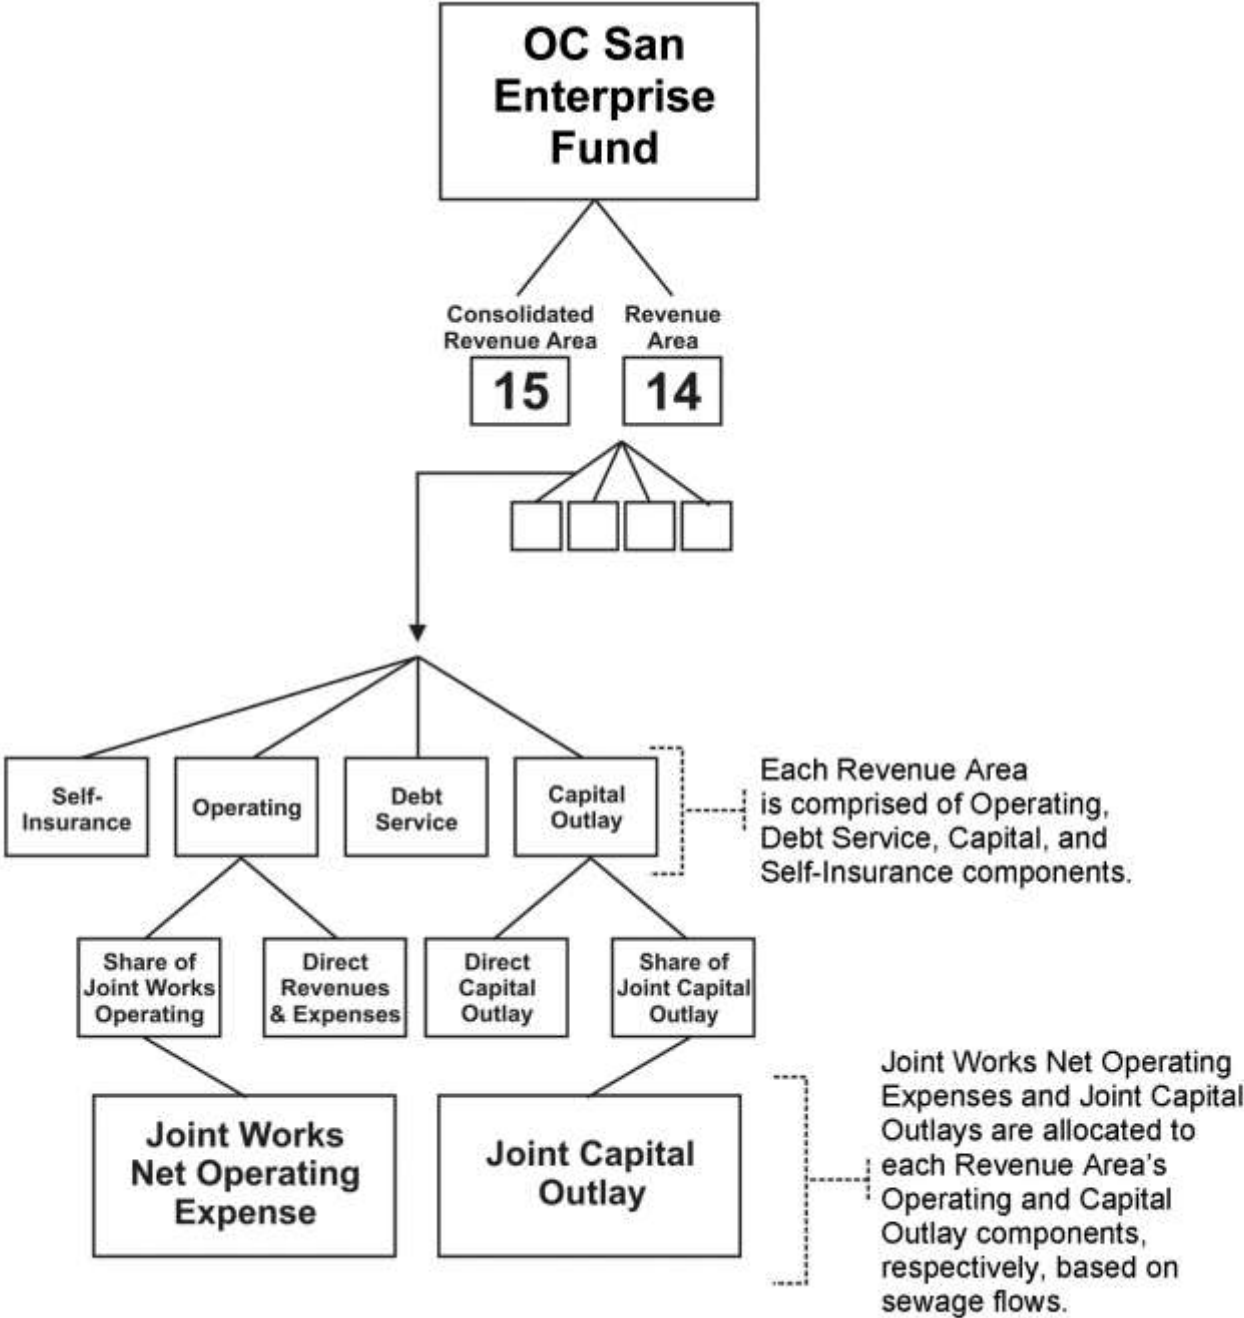 OC San
Enterprise
Fund
Consolidated
Revenue Area
15
Revenue
Area
14
Self-
Insurance
Operating
Debt
Service
Capital
Outlay
Each Revenue Area
is comprised of Operating,
Debt Service, Capital, and
Self-Insurance components.
Share of
Joint Works
Operating
Direct
Revenues
& Expenses
Direct
Capital
Outlay
Share of
Joint Capital
Outlay
Joint Works
Net Operating
Expense
Joint Capital
Outlay
Joint Works Net Operating
Expenses and Joint Capital
Outlays are allocated to
each Revenue Area's
Operating and Capital
Outlay components,
respectively, based on
sewage flows.